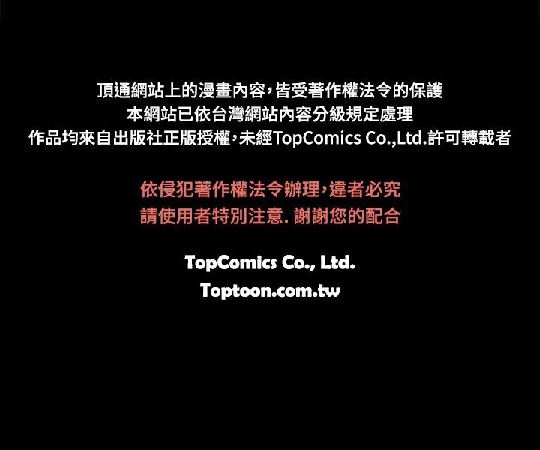 頂通網站上的漫畫內容,皆受著作權法令的保護
本網站已依台灣網站內容分級規定處理
作品均來自出版社正版授權,未經TopComics Co.,Ltd.許可轉載者
依侵犯著作權法令辦理,違者必究
請使用者特別注意. 謝謝您的配合
TopComics Co., Ltd.
Toptoon.com.tw